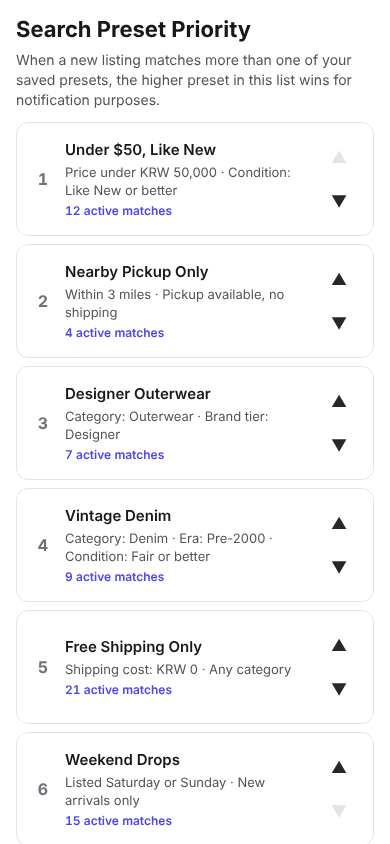 Search Preset Priority
When a new listing matches more than one of your
saved presets, the higher preset in this list wins for
notification purposes.
1
Under $50, Like New
Price under KRW 50,000 · Condition:
Like New or better
12 active matches
2
Nearby Pickup Only
Within 3 miles · Pickup available, no
shipping
4 active matches
3
Designer Outerwear
Category: Outerwear · Brand tier:
Designer
7 active matches
4
Vintage Denim
Category: Denim · Era: Pre-2000 ·
Condition: Fair or better
9 active matches
5
Free Shipping Only
Shipping cost: KRW 0 · Any category
21 active matches
6
Weekend Drops
Listed Saturday or Sunday · New
arrivals only
15 active matches